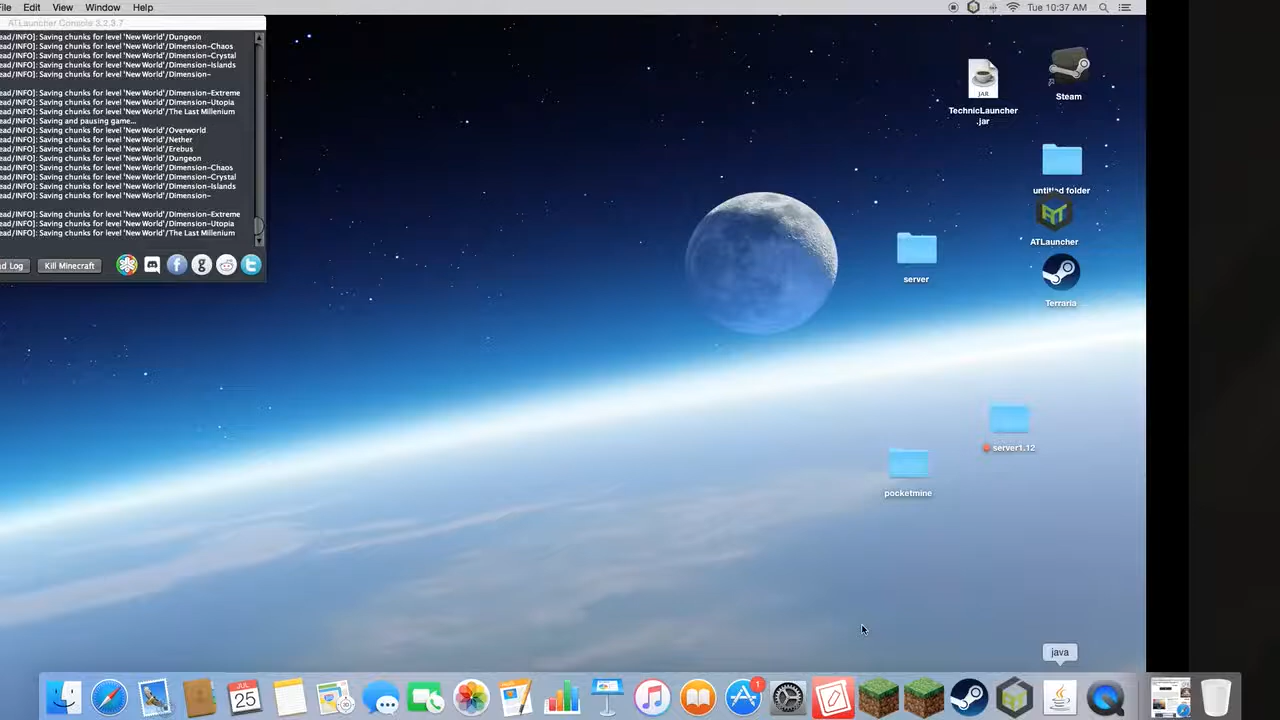 File Edit View Window Help
Tue 10:37 AM
ATLauncher Console 3.2.3.7
ead/INFO]: Saving chunks for level 'New World'/Dungeon
ead/INFO]: Saving chunks for level 'New World'/Dimension-Chaos
ead/INFO]: Saving chunks for level 'New World'/Dimension-Crystal
ead/INFO]: Saving chunks for level 'New World'/Dimension-Islands
ead/INFO]: Saving chunks for level 'New World'/Dimension-
ead/INFO]: Saving chunks for level 'New World'/Dimension-Extreme
ead/INFO]: Saving chunks for level 'New World'/Dimension-Utopia
ead/INFO]: Saving chunks for level 'New World'/The Last Millenium
ead/INFO]: Saving and pausing game...
ead/INFO]: Saving chunks for level 'New World'/Overworld
ead/INFO]: Saving chunks for level 'New World'/Nether
ead/INFO]: Saving chunks for level 'New World'/Erebus
ead/INFO]: Saving chunks for level 'New World'/Dungeon
ead/INFO]: Saving chunks for level 'New World'/Dimension-Chaos
ead/INFO]: Saving chunks for level 'New World'/Dimension-Crystal
ead/INFO]: Saving chunks for level 'New World'/Dimension-Islands
ead/INFO]: Saving chunks for level 'New World'/Dimension-
ead/INFO]: Saving chunks for level 'New World'/Dimension-Extreme
ead/INFO]: Saving chunks for level 'New World'/Dimension-Utopia
ead/INFO]: Saving chunks for level 'New World'/The Last Millenium
ad Log
Kill Minecraft
JAR
TechnicLauncher
.jar
Steam
untitled folder
ATLauncher
server
Terraria
server1.12
pocketmine
java
JUL
25
1